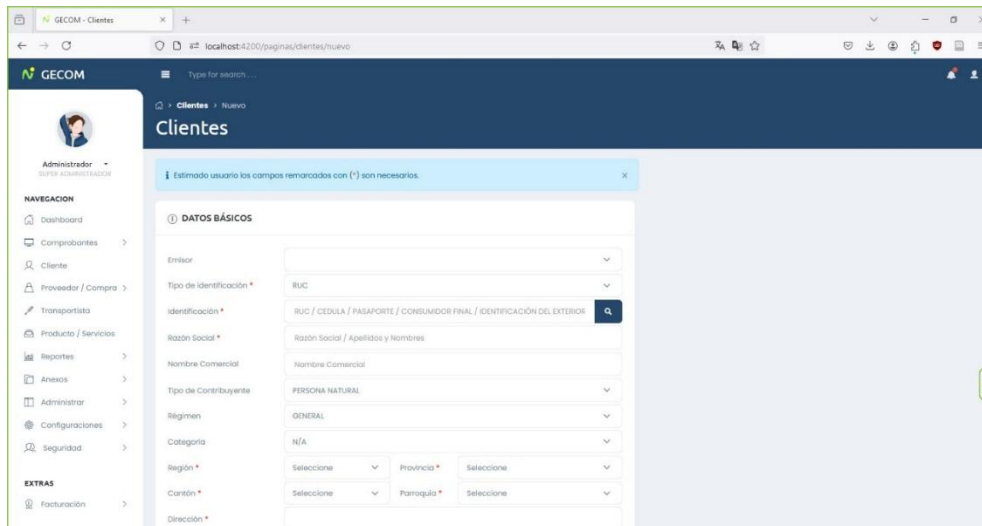 GECOM - Clientes
localhost:4200/paginas/clientes/nuevo
GECOM
Type for search ...
Clientes > Nuevo
Clientes
Administrador
SUPER ADMINISTRADOR
Estimado usuario los campos remarcados con (*) son necesarios.
NAVEGACION
Dashboard
Comprobantes
Cliente
Proveedor / Compra
Transportista
Producto / Servicios
Reportes
Anexos
Administrar
Configuraciones
Seguridad
EXTRAS
Facturación
DATOS BÁSICOS
Emisor
Tipo de Identificación * RUC
Identificación * RUC / CEDULA / PASAPORTE / CONSUMIDOR FINAL / IDENTIFICACIÓN DEL EXTERIOR
Razón Social * Razón Social / Apellidos y Nombres
Nombre Comercial Nombre Comercial
Tipo de Contribuyente PERSONA NATURAL
Régimen GENERAL
Categoría N/A
Región * Seleccione Provincia * Seleccione
Cantón * Seleccione Parroquia * Seleccione
Dirección *